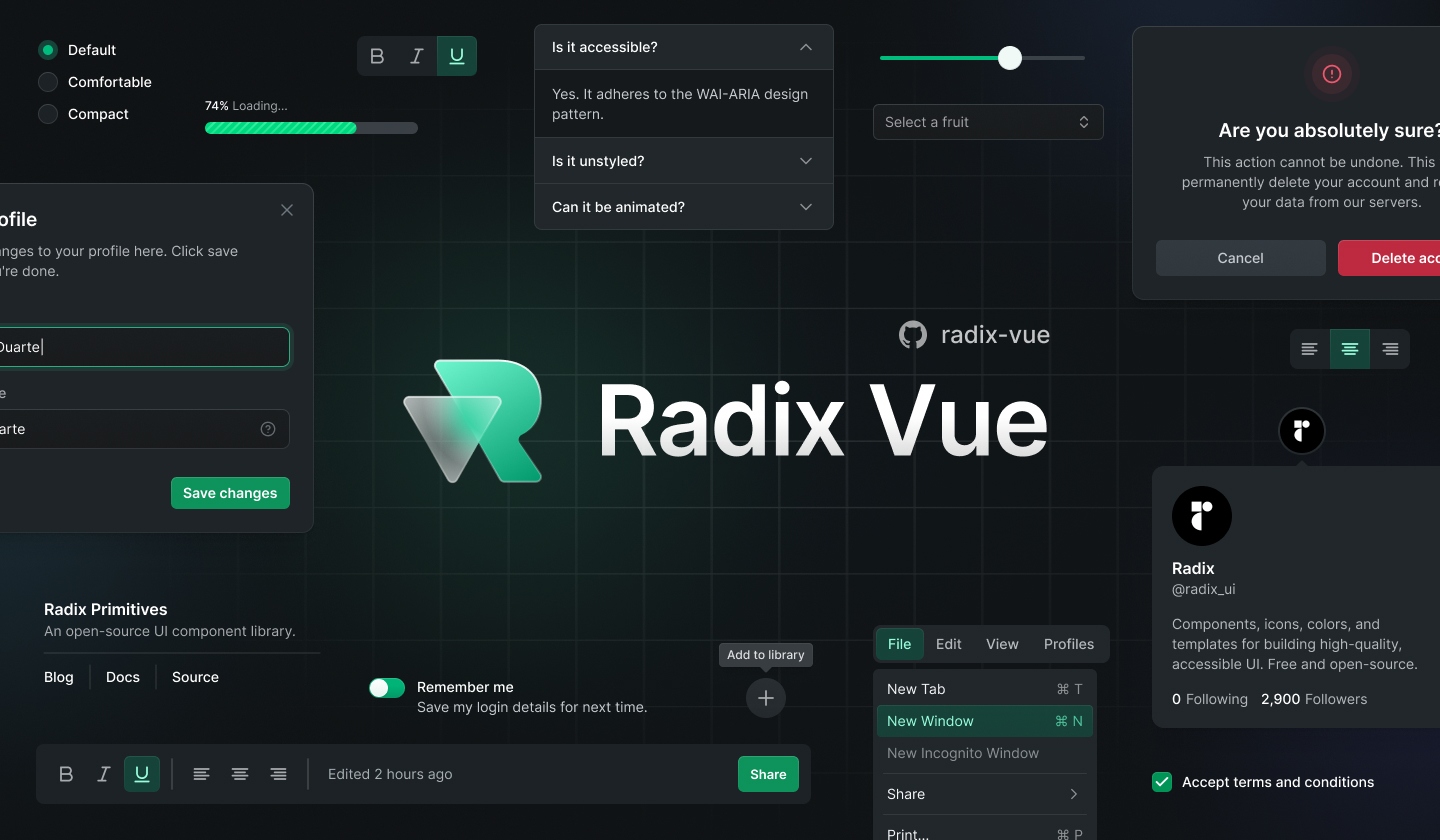 Default
Comfortable
Compact
74% Loading...
B I U
Is it accessible?
Yes. It adheres to the WAI-ARIA design
pattern.
Is it unstyled?
Can it be animated?
Select a fruit
Are you absolutely sure?
This action cannot be undone. This
permanently delete your account and
your data from our servers.
Cancel
Delete
ofile
nges to your profile here. Click save
u're done.
Duarte
e
arte
Save changes
radix-vue
Radix Vue
Radix
@radix_ui
Components, icons, colors, and
templates for building high-quality,
accessible UI. Free and open-source.
0 Following 2,900 Followers
Radix Primitives
An open-source UI component library.
Blog
Docs
Source
Remember me
Save my login details for next time.
Add to library
File
Edit
View
Profiles
New Tab ⌘ T
New Window ⌘ N
New Incognito Window
Share
Print... ⌘ P
B I U
Edited 2 hours ago
Share
Accept terms and conditions